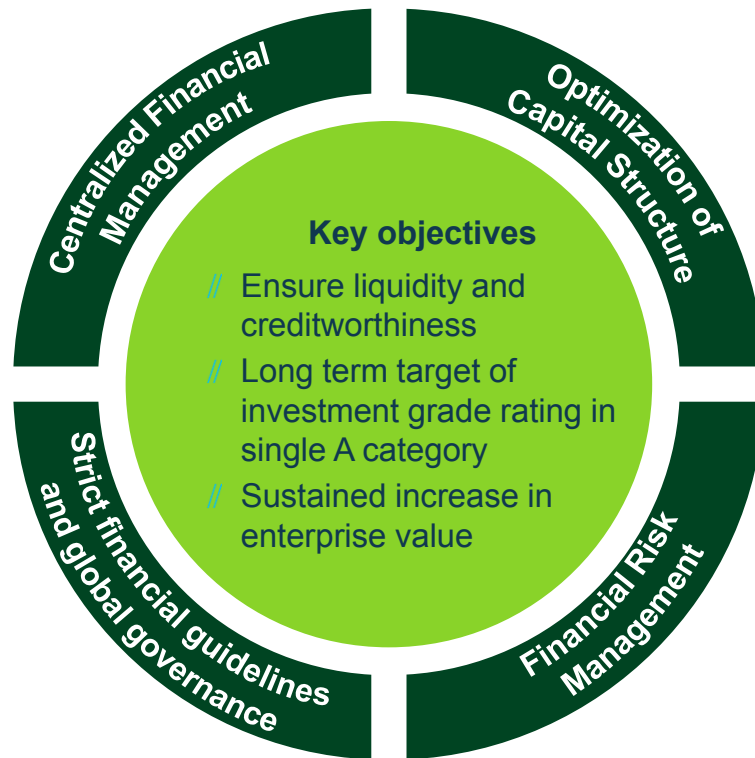 Centralized Financial
Management
Optimization of
Capital Structure
Key objectives
// Ensure liquidity and
creditworthiness
// Long term target of
investment grade rating in
single A category
// Sustained increase in
enterprise value
Strict financial guidelines
and global governance
Financial Risk
Management